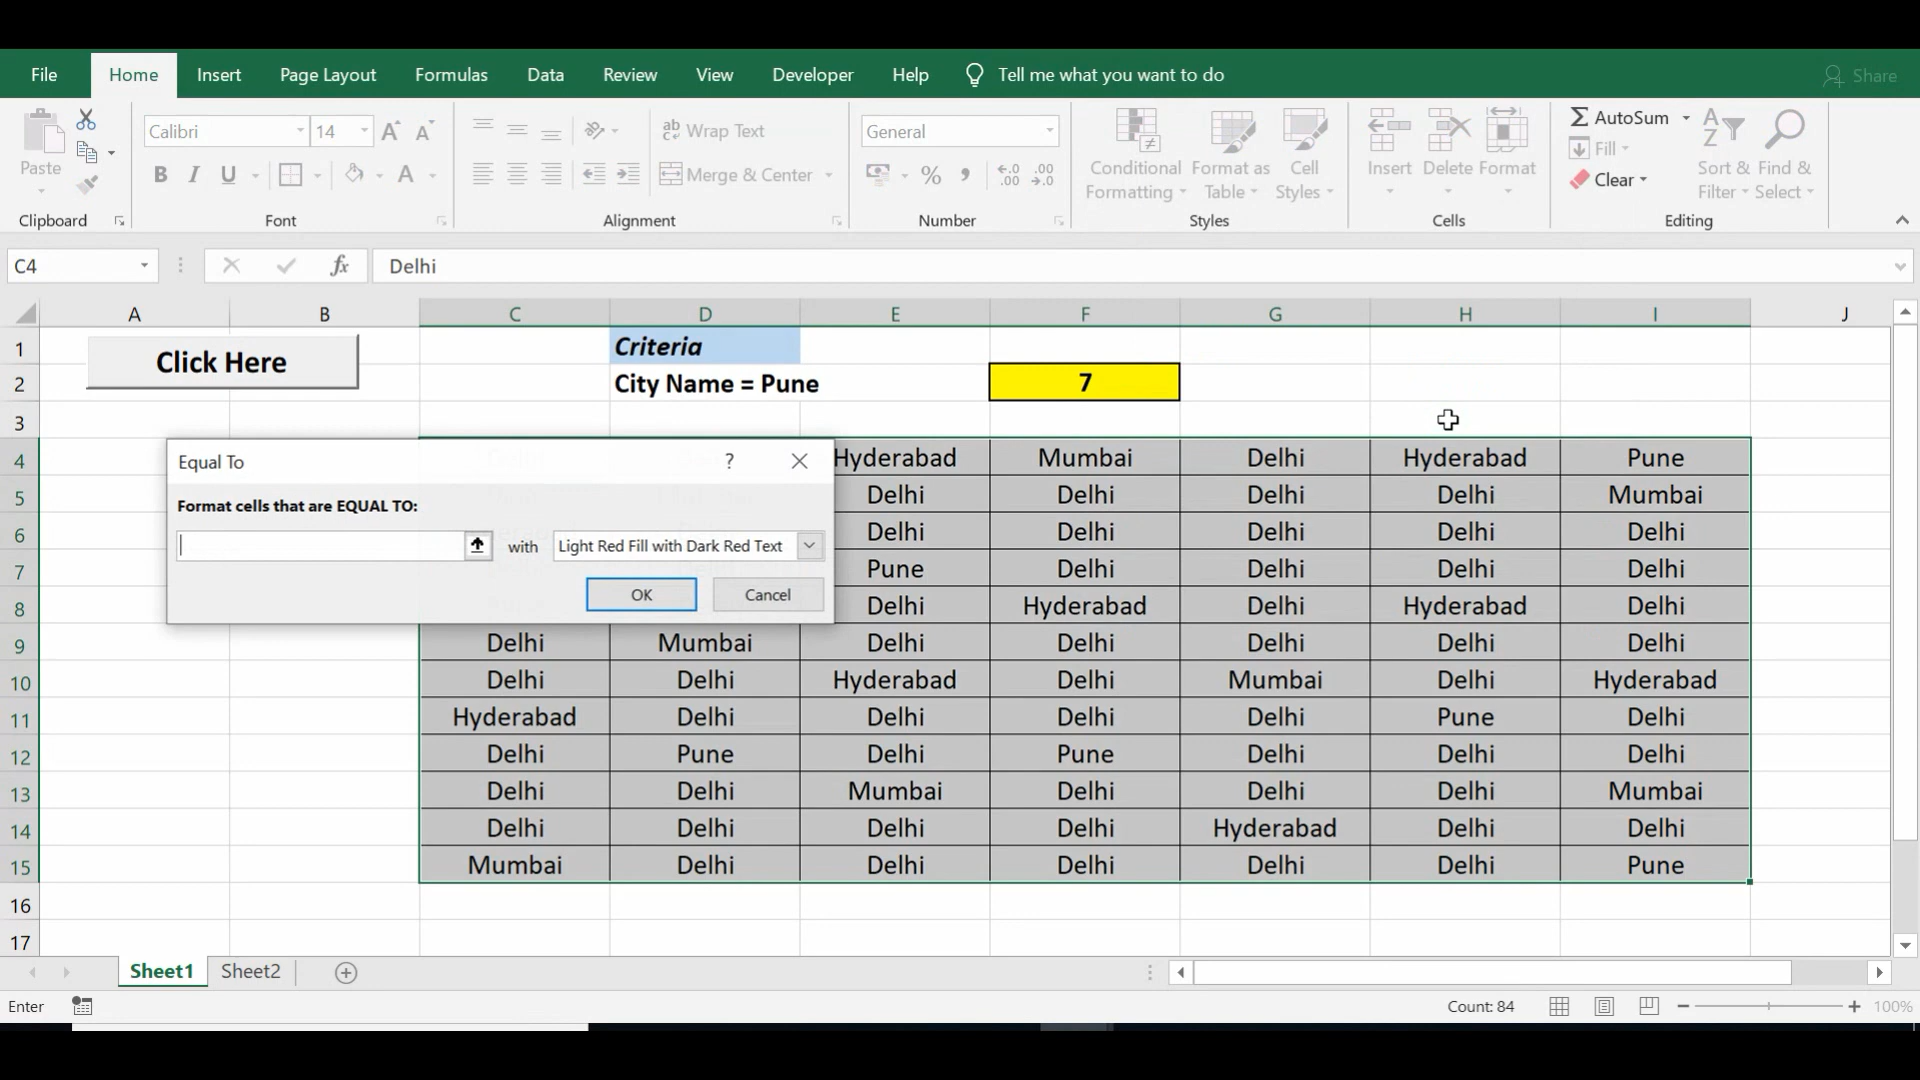 File Home Insert Page Layout Formulas Data Review View Developer Help Tell me what you want to do Share
Paste
Clipboard
Calibri 14
B I U
Font
Wrap Text
Merge & Center
Alignment
General
%
Number
Conditional Formatting
Format as Table
Cell Styles
Styles
Insert Delete Format
Cells
AutoSum
Fill
Clear
Sort & Filter
Find & Select
Editing
C4 fx Delhi
A B C D E F G H I J
1 Click Here Criteria
2 City Name = Pune 7
3
Equal To ? 
Format cells that are EQUAL TO:
with Light Red Fill with Dark Red Text
OK Cancel
4 Hyderabad Mumbai Delhi Hyderabad Pune
5 Delhi Delhi Delhi Delhi Mumbai
6 Delhi Delhi Delhi Delhi Delhi
7 Pune Delhi Delhi Delhi Delhi
8 Delhi Hyderabad Delhi Hyderabad Delhi
9 Delhi Mumbai Delhi Delhi Delhi Delhi Delhi
10 Delhi Delhi Hyderabad Delhi Mumbai Delhi Hyderabad
11 Hyderabad Delhi Delhi Delhi Delhi Pune Delhi
12 Delhi Pune Delhi Pune Delhi Delhi Delhi
13 Delhi Delhi Mumbai Delhi Delhi Delhi Mumbai
14 Delhi Delhi Delhi Delhi Hyderabad Delhi Delhi
15 Mumbai Delhi Delhi Delhi Delhi Delhi Pune
16
17
Sheet1 Sheet2
Enter Count: 84 100%